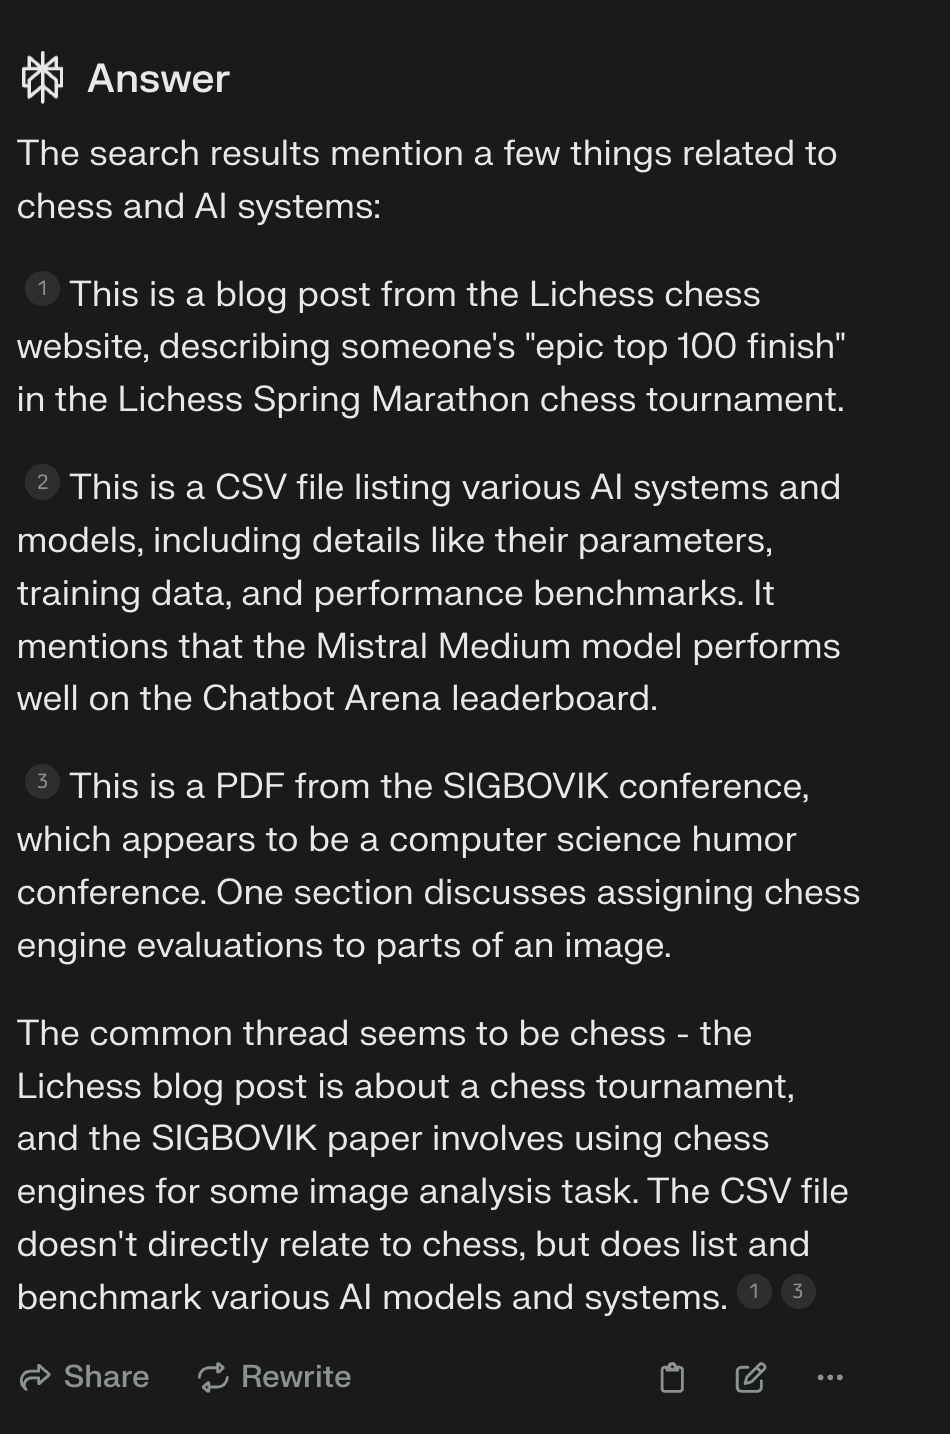 Answer
The search results mention a few things related to
chess and AI systems:
1 This is a blog post from the Lichess chess
website, describing someone's "epic top 100 finish"
in the Lichess Spring Marathon chess tournament.
2 This is a CSV file listing various AI systems and
models, including details like their parameters,
training data, and performance benchmarks. It
mentions that the Mistral Medium model performs
well on the Chatbot Arena leaderboard.
3 This is a PDF from the SIGBOVIK conference,
which appears to be a computer science humor
conference. One section discusses assigning chess
engine evaluations to parts of an image.
The common thread seems to be chess - the
Lichess blog post is about a chess tournament,
and the SIGBOVIK paper involves using chess
engines for some image analysis task. The CSV file
doesn't directly relate to chess, but does list and
benchmark various AI models and systems. 1 3
Share Rewrite